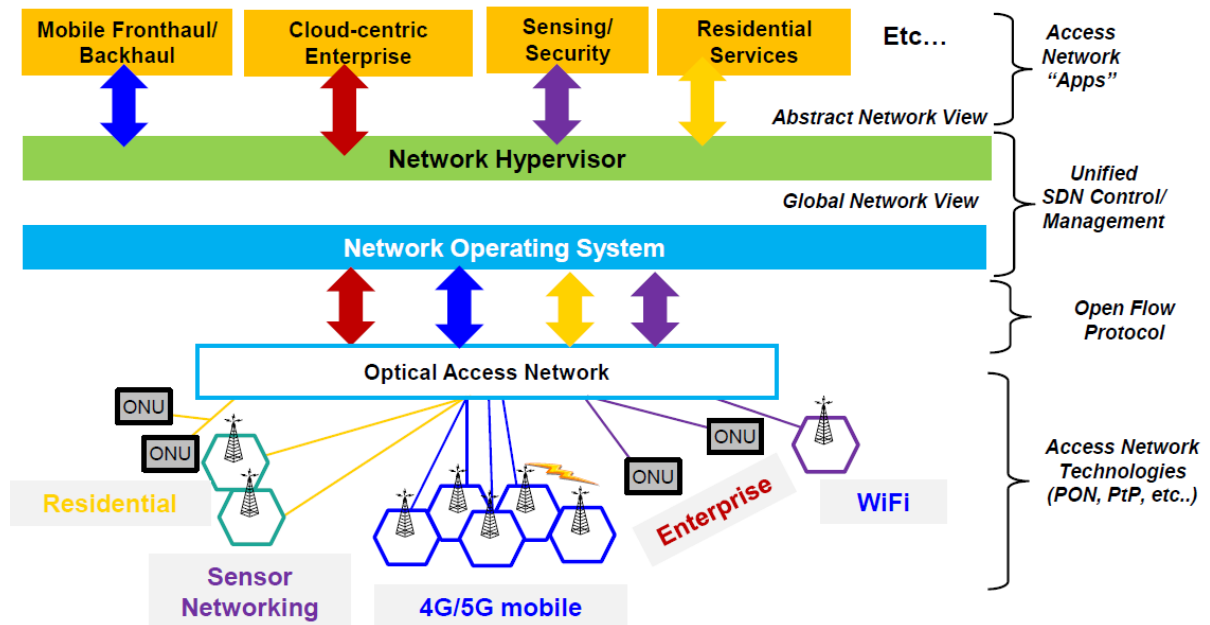 Mobile Fronthaul/
Backhaul
Cloud-centric
Enterprise
Sensing/
Security
Residential
Services
Etc…
Access
Network
“Apps”
Abstract Network View
Network Hypervisor
Global Network View
Unified
SDN Control/
Management
Network Operating System
Open Flow
Protocol
Optical Access Network
ONU
ONU
ONU
ONU
Residential
Sensor
Networking
4G/5G mobile
Enterprise
WiFi
Access Network
Technologies
(PON, PtP, etc..)